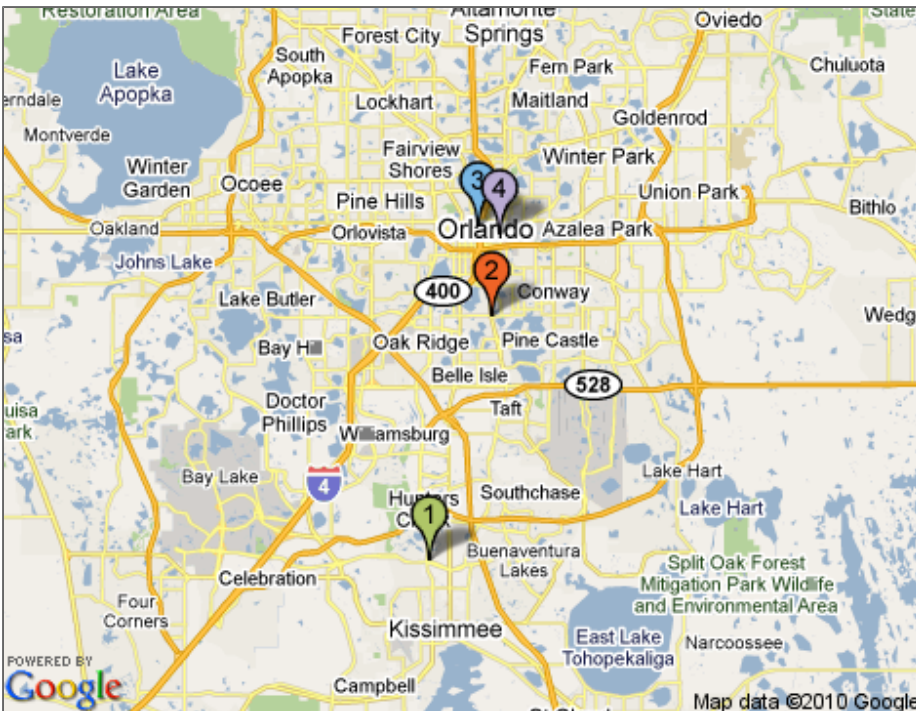 Restoration Area
Altamonte
Springs
Oviedo
State
Forest City
South
Apopka
Fern Park
Chuluota
Lake
Apopka
Lockhart
Maitland
erndale
Goldenrod
Montverde
Fairview
Shores
Winter Park
Winter
Garden
Ocoee
3
4
Pine Hills
Union Park
Bithlo
Oakland
Orlovista
Orlando
Azalea Park
Johns Lake
2
400
Conway
Lake Butler
Wedg
sa
Bay H
Oak Ridge
Pine Castle
Belle Isle
528
uisa
ark
Doctor
Phillips
Taft
Williamsburg
Bay Lake
4
Lake Hart
Hunters
Creek
1
Southchase
Lake Hart
Buenaventura
Lakes
Split Oak Forest
Mitigation Park Wildlife
and Environmental Area
Celebration
Four
Corners
Kissimmee
East Lake
Tohopekaliga
Narcoossee
POWERED BY
Google
Campbell
Map data ©2010 Google